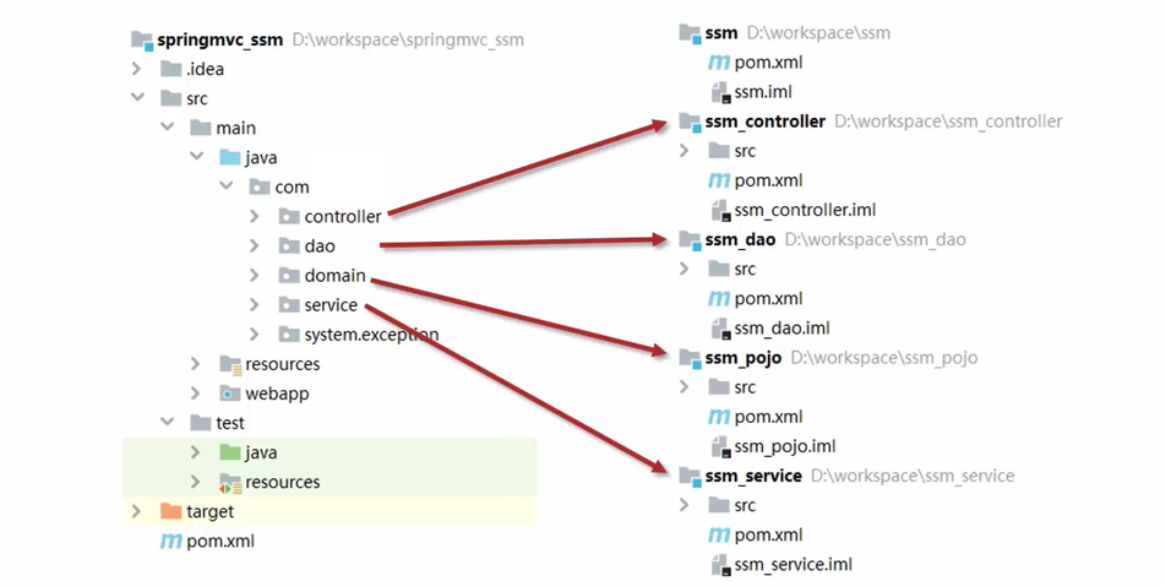 springmvc_ssm D:\workspace\springmvc_ssm
.idea
src
main
java
com
controller
dao
domain
service
system.exception
resources
webapp
test
java
resources
target
pom.xml
ssm D:\workspace\ssm
pom.xml
ssm.iml
ssm_controller D:\workspace\ssm_controller
src
pom.xml
ssm_controller.iml
ssm_dao D:\workspace\ssm_dao
src
pom.xml
ssm_dao.iml
ssm_pojo D:\workspace\ssm_pojo
src
pom.xml
ssm_pojo.iml
ssm_service D:\workspace\ssm_service
src
pom.xml
ssm_service.iml